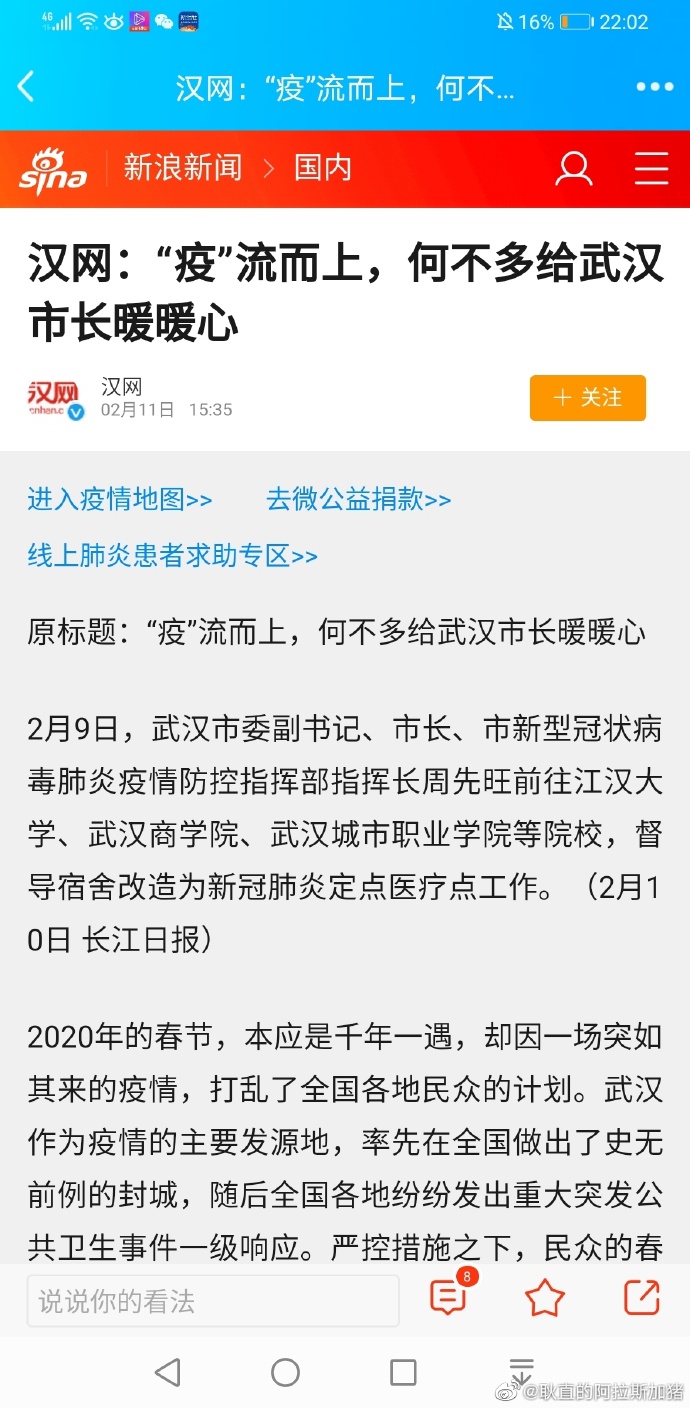 4G
16%
22:02
汉网：“疫”流而上，何不...
sina
新浪新闻 > 国内
汉网：“疫”流而上，何不多给武汉
市长暖暖心
汉网
cnhan.c
汉网
02月11日 15:35
+ 关注
进入疫情地图>> 去微公益捐款>>
线上肺炎患者求助专区>>
原标题：“疫”流而上，何不多给武汉市长暖暖心
2月9日，武汉市委副书记、市长、市新型冠状病
毒肺炎疫情防控指挥部指挥长周先旺前往江汉大
学、武汉商学院、武汉城市职业学院等院校，督
导宿舍改造为新冠肺炎定点医疗点工作。（2月1
0日 长江日报）
2020年的春节，本应是千年一遇，却因一场突如
其来的疫情，打乱了全国各地民众的计划。武汉
作为疫情的主要发源地，率先在全国做出了史无
前例的封城，随后全国各地纷纷发出重大突发公
共卫生事件一级响应。严控措施之下，民众的春
说说你的看法
8
@耿直的阿拉斯加猪